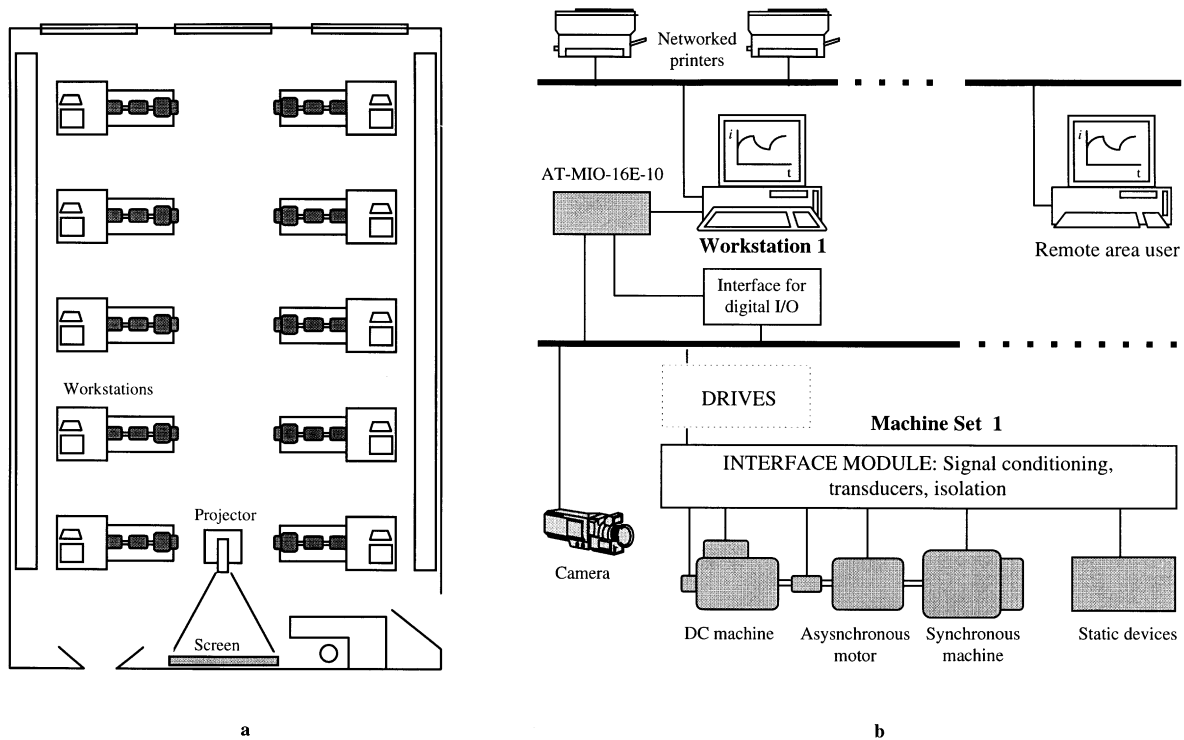 Workstations
Projector
Screen
a
Networked
printers
i
t
i
t
AT-MIO-16E-10
Workstation 1
Remote area user
Interface for
digital I/O
DRIVES
Machine Set 1
INTERFACE MODULE: Signal conditioning,
transducers, isolation
Camera
DC machine
Asysnchronous
motor
Synchronous
machine
Static devices
b